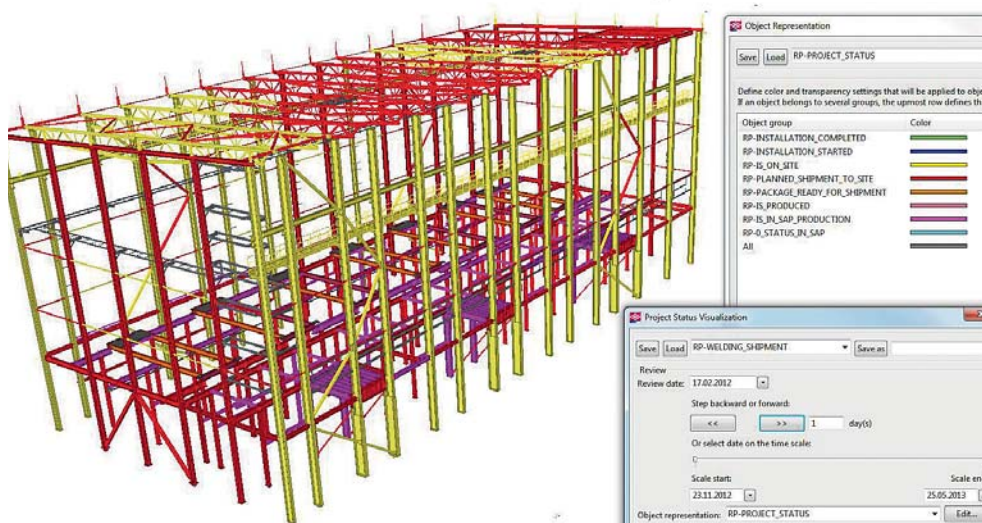 Object Representation
Save Load RP-PROJECT_STATUS
Define color and transparency settings that will be applied to obje
If an object belongs to several groups, the upmost row defines th
Object group Color
RP-INSTALLATION_COMPLETED
RP-INSTALLATION_STARTED
RP-IS_ON_SITE
RP-PLANNED_SHIPMENT_TO_SITE
RP-PACKAGE_READY_FOR_SHIPMENT
RP-IS_PRODUCED
RP-IS_IN_SAP_PRODUCTION
RP-0_STATUS_IN_SAP
All
Project Status Visualization
Save Load RP-WELDING_SHIPMENT Save as
Review
Review date: 17.02.2012
Step backward or forward:
<< >> 1 day(s)
Or select date on the time scale:
Scale start: Scale en
23.11.2012 25.05.2013
Object representation: RP-PROJECT_STATUS Edit...